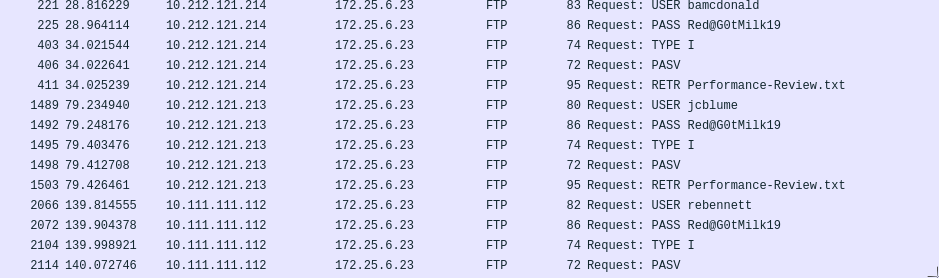 221 28.816229 10.212.121.214 172.25.6.23 FTP 83 Request: USER bamcdonald
225 28.964114 10.212.121.214 172.25.6.23 FTP 86 Request: PASS Red@G0tMilk19
403 34.021544 10.212.121.214 172.25.6.23 FTP 74 Request: TYPE I
406 34.022641 10.212.121.214 172.25.6.23 FTP 72 Request: PASV
411 34.025239 10.212.121.214 172.25.6.23 FTP 95 Request: RETR Performance-Review.txt
1489 79.234940 10.212.121.213 172.25.6.23 FTP 80 Request: USER jcblume
1492 79.248176 10.212.121.213 172.25.6.23 FTP 86 Request: PASS Red@G0tMilk19
1495 79.403476 10.212.121.213 172.25.6.23 FTP 74 Request: TYPE I
1498 79.412708 10.212.121.213 172.25.6.23 FTP 72 Request: PASV
1503 79.426461 10.212.121.213 172.25.6.23 FTP 95 Request: RETR Performance-Review.txt
2066 139.814555 10.111.111.112 172.25.6.23 FTP 82 Request: USER rebennett
2072 139.904378 10.111.111.112 172.25.6.23 FTP 86 Request: PASS Red@G0tMilk19
2104 139.998921 10.111.111.112 172.25.6.23 FTP 74 Request: TYPE I
2114 140.072746 10.111.111.112 172.25.6.23 FTP 72 Request: PASV